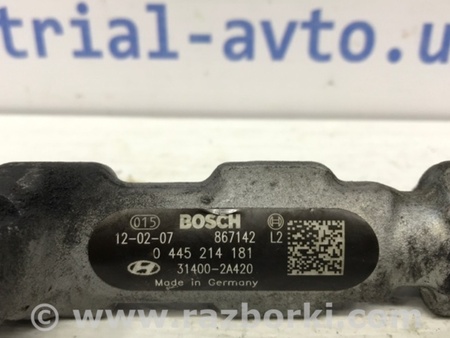 trial-avto.u
015 BOSCH
12-02-07 867142 L2
0 445 214 181
31400-2A420
Made in Germany
www.razborki.com